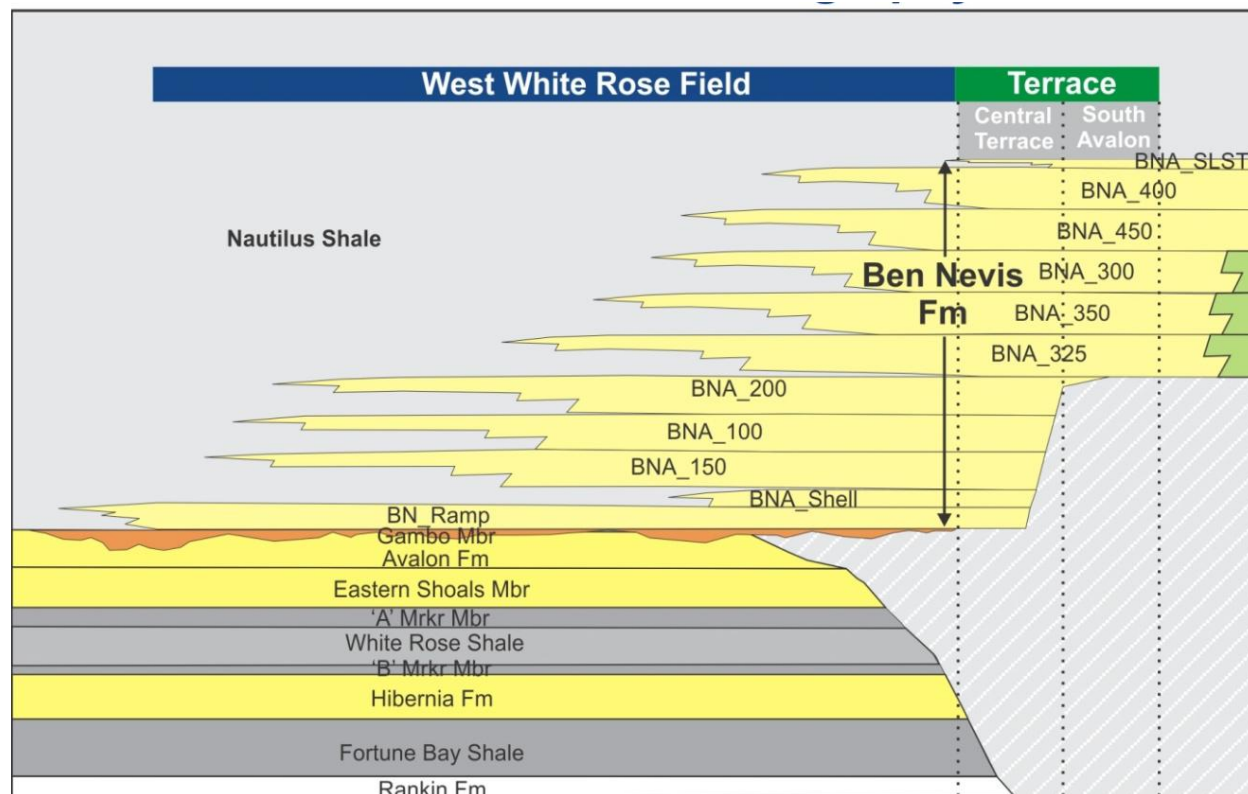 West White Rose Field
Terrace
Central
Terrace
South
Avalon
BNA_SLST
BNA_400
BNA_450
Nautilus Shale
Ben Nevis
Fm
BNA_300
BNA_350
BNA_325
BNA_200
BNA_100
BNA_150
BNA_Shell
BN_Ramp
Gambo Mbr
Avalon Fm
Eastern Shoals Mbr
'A' Mrkr Mbr
White Rose Shale
'B' Mrkr Mbr
Hibernia Fm
Fortune Bay Shale
Rankin Fm